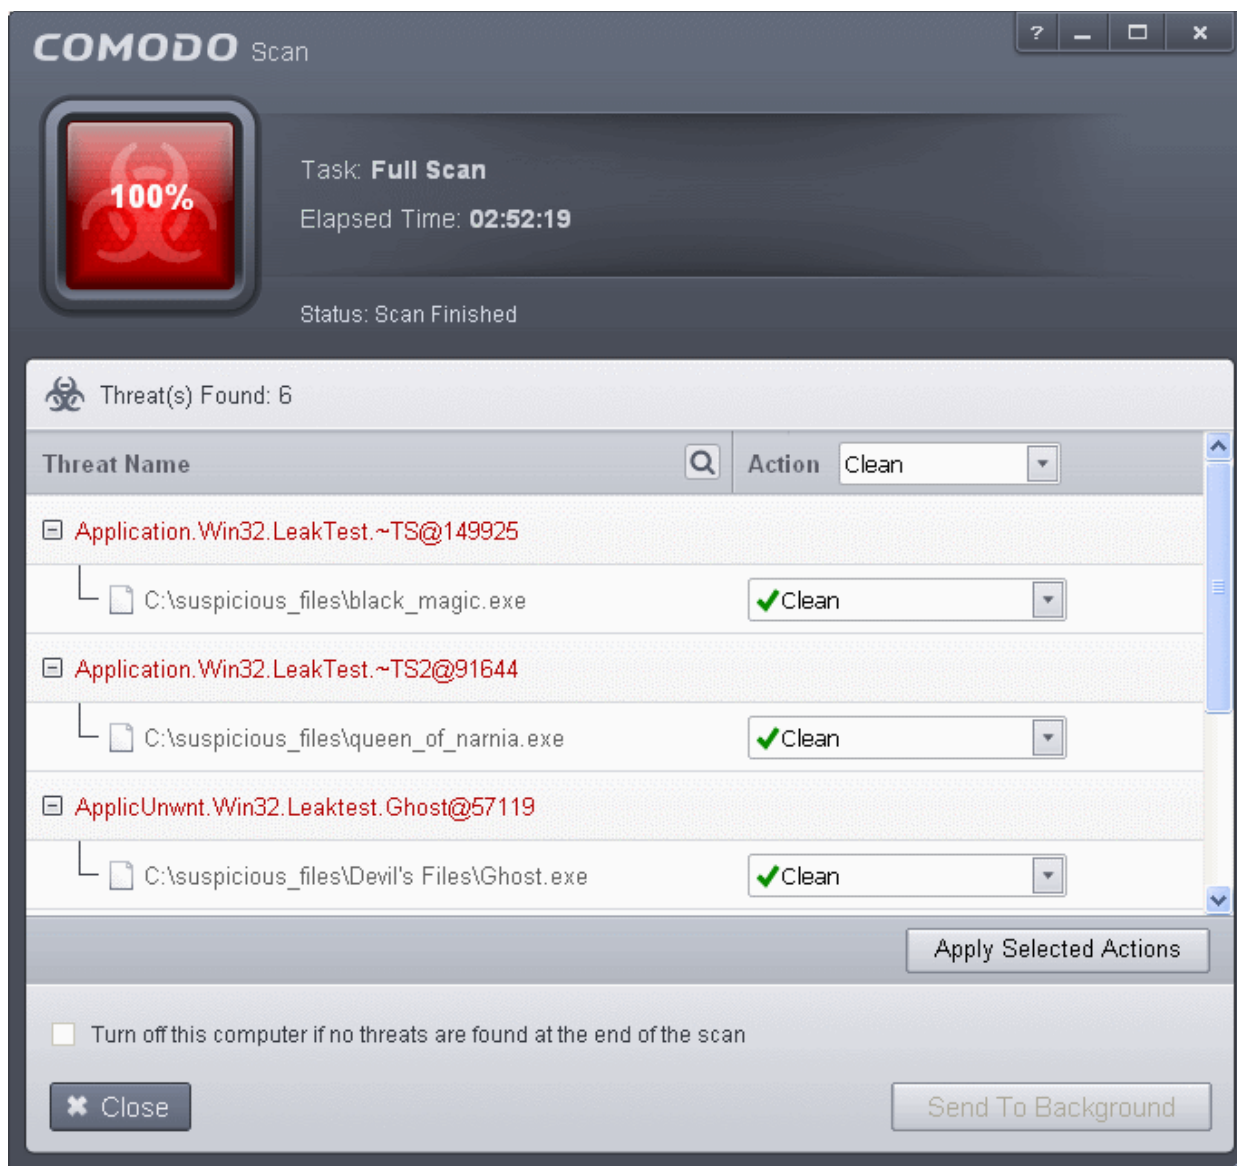 COMODO Scan
?
100%
Task: Full Scan
Elapsed Time: 02:52:19
Status: Scan Finished
Threat(s) Found: 6
Threat Name Action Clean
Application.Win32.LeakTest.~TS@149925
C:\suspicious_files\black_magic.exe Clean
Application.Win32.LeakTest.~TS2@91644
C:\suspicious_files\queen_of_narnia.exe Clean
ApplicUnwnt.Win32.Leaktest.Ghost@57119
C:\suspicious_files\Devil's Files\Ghost.exe Clean
Apply Selected Actions
Turn off this computer if no threats are found at the end of the scan
Close Send To Background